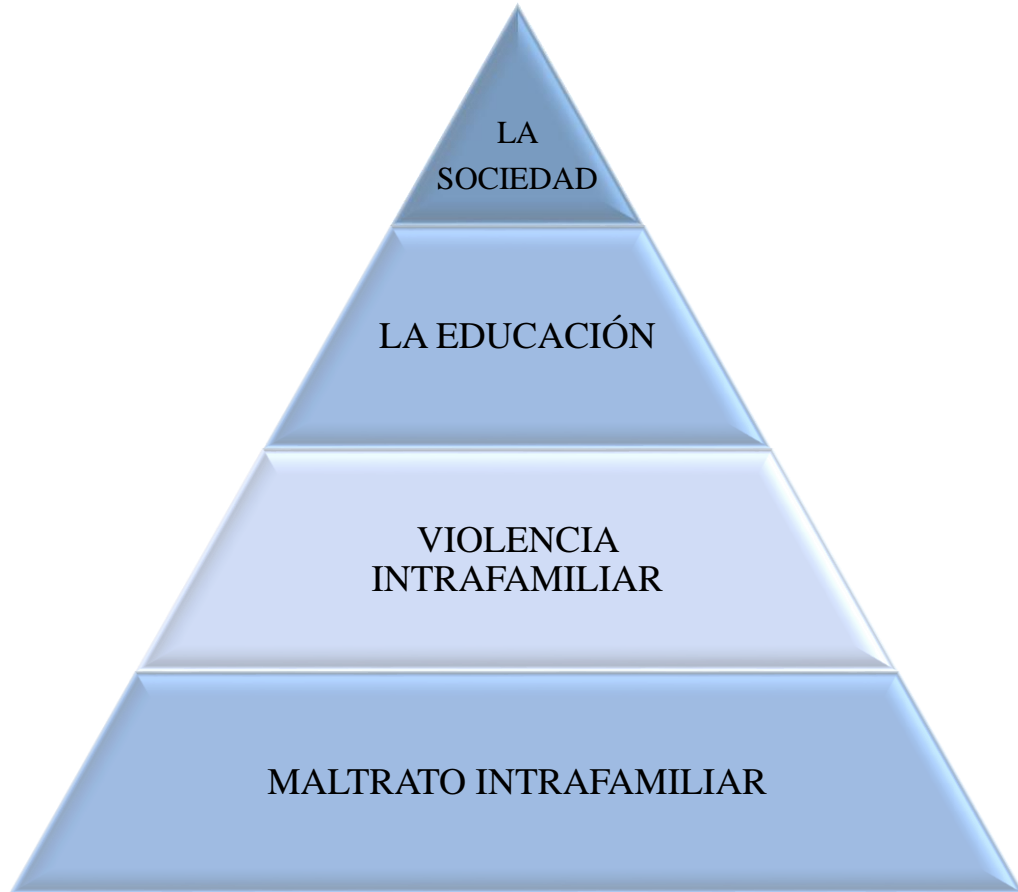 LA
SOCIEDAD
LA EDUCACIÓN
VIOLENCIA
INTRAFAMILIAR
MALTRATO INTRAFAMILIAR